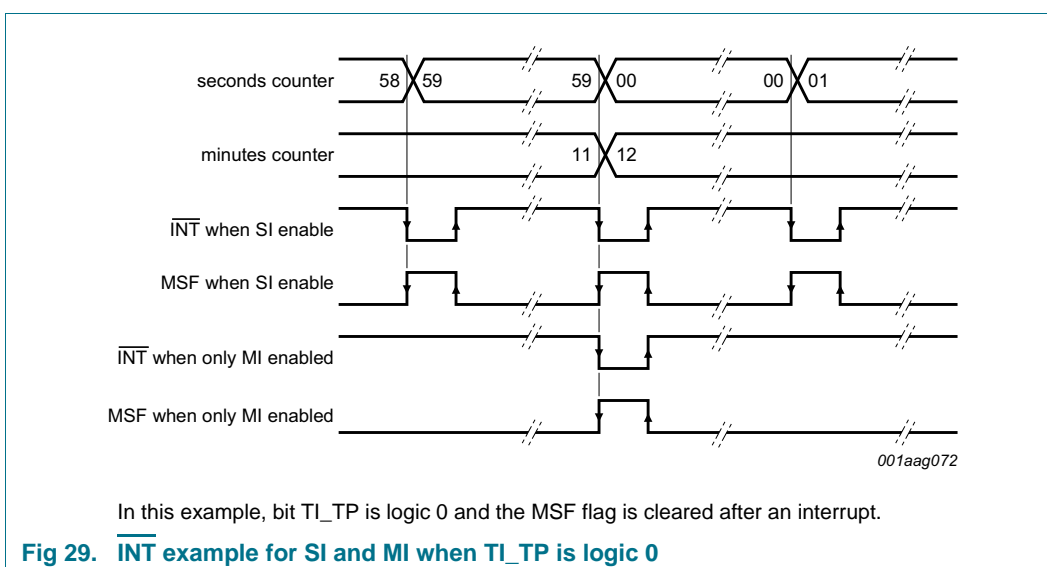 seconds counter 58 59 59 00 00 01
minutes counter 11 12
INT when SI enable
MSF when SI enable
INT when only MI enabled
MSF when only MI enabled
001aag072
In this example, bit TI_TP is logic 0 and the MSF flag is cleared after an interrupt.
Fig 29. INT example for SI and MI when TI_TP is logic 0